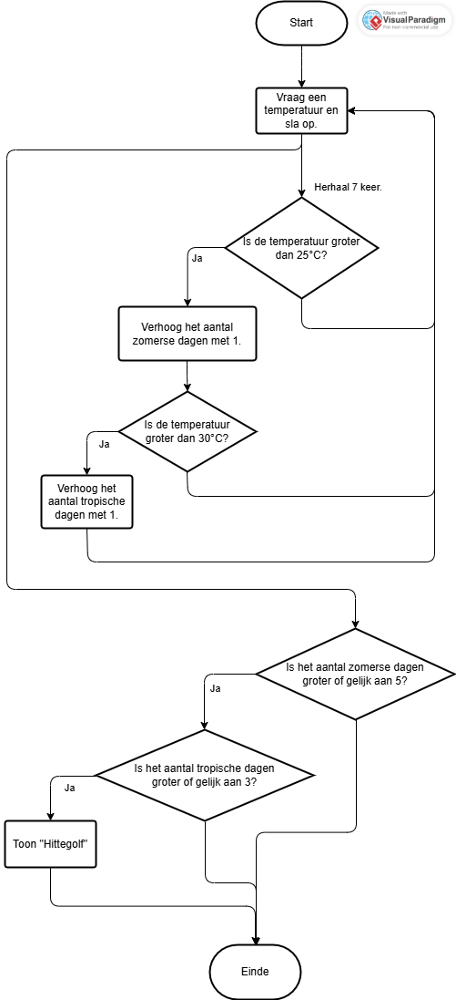 Start
Made with
VisualParadigm
For non-commercial use
Vraag een
temperatuur en
sla op.
Herhaal 7 keer.
Is de temperatuur groter
dan 25°C?
Ja
Verhoog het aantal
zomerse dagen met 1.
Is de temperatuur
groter dan 30°C?
Ja
Verhoog het
aantal tropische
dagen met 1.
Is het aantal zomerse dagen
groter of gelijk aan 5?
Ja
Is het aantal tropische dagen
groter of gelijk aan 3?
Ja
Toon "Hittegolf"
Einde